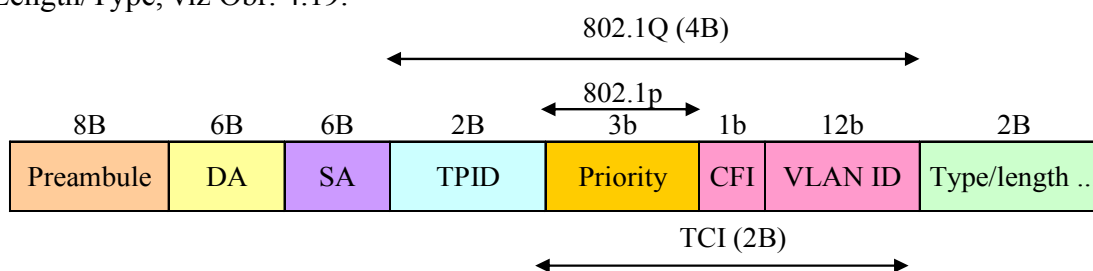 Length/Type, viz Obr. 4.19.
802.1Q (4B)
802.1p
8B 6B 6B 2B 3b 1b 12b 2B
Preambule DA SA TPID Priority CFI VLAN ID Type/length ..
TCI (2B)